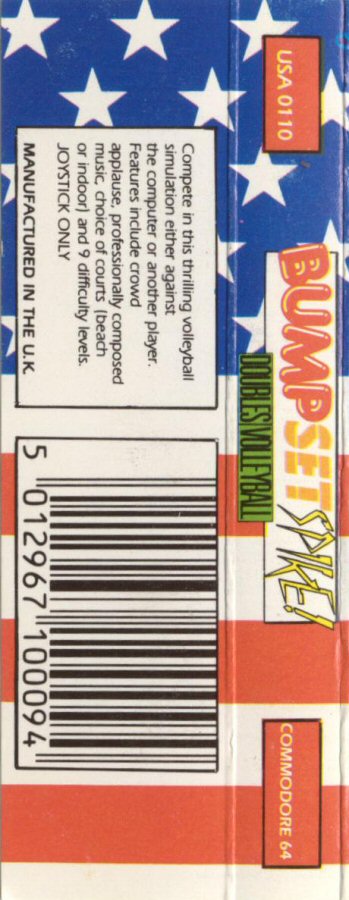 USA 0110
BUMP SET SPIKE!
DOUBLES VOLLEYBALL
COMMODORE 64
Compete in this thrilling volleyball
simulation either against
the computer or another player.
Features include crowd
applause, professionally composed
music, choice of courts (beach
or indoor) and 9 difficulty levels.
JOYSTICK ONLY
MANUFACTURED IN THE U.K.
5 012967 100094